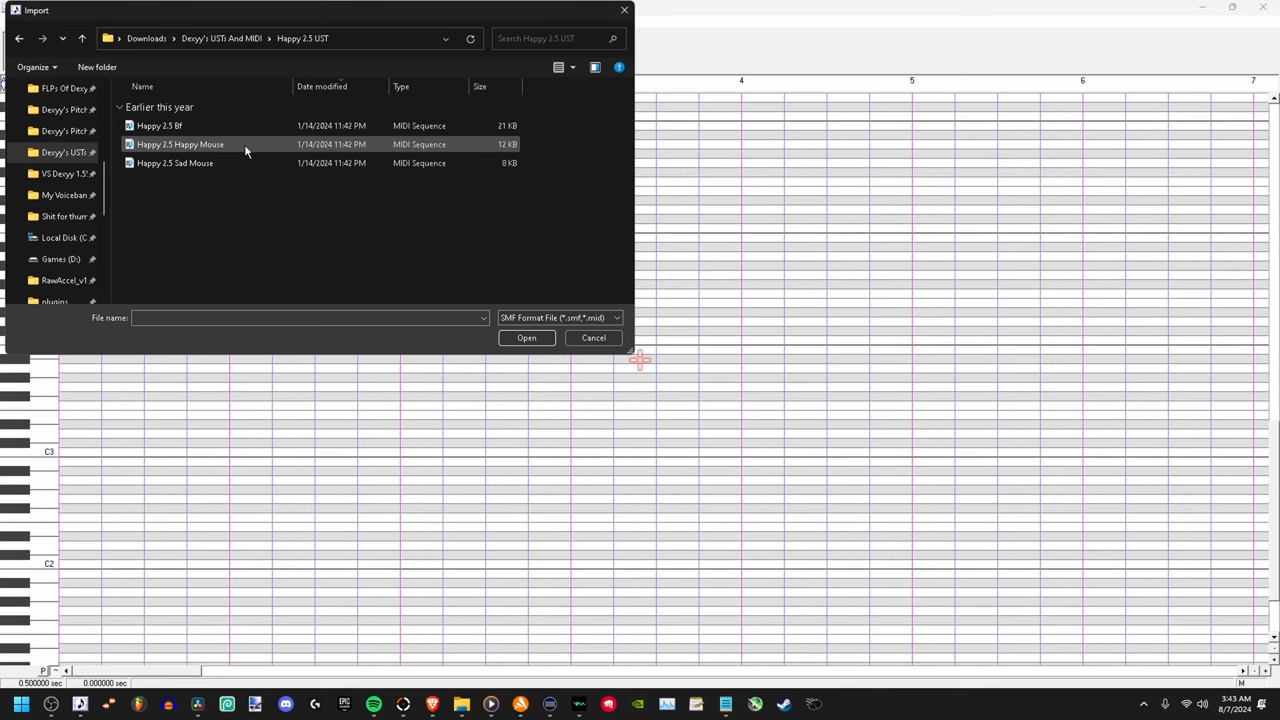 Import
Downloads > Dexyy's USTs And MIDI > Happy 2.5 UST
Search Happy 2.5 UST
Organize
New folder
FLPs Of Dexy
Dexyy's Pitch
Dexyy's Pitch
Dexyy's USTs
VS Dexyy 1.5
My Voiceban
Shit for thum
Local Disk (C
Games (D:)
RawAccel_v1
plugins
Name Date modified Type Size
Earlier this year
Happy 2.5 Bf 1/14/2024 11:42 PM MIDI Sequence 21 KB
Happy 2.5 Happy Mouse 1/14/2024 11:42 PM MIDI Sequence 12 KB
Happy 2.5 Sad Mouse 1/14/2024 11:42 PM MIDI Sequence 8 KB
File name:
SMF Format File (*.smf,*.mid)
Open
Cancel
4 5 6 7
C3
C2
P ~
0.500000 sec 0.000000 sec M
EPIC
3:43 AM
8/7/2024